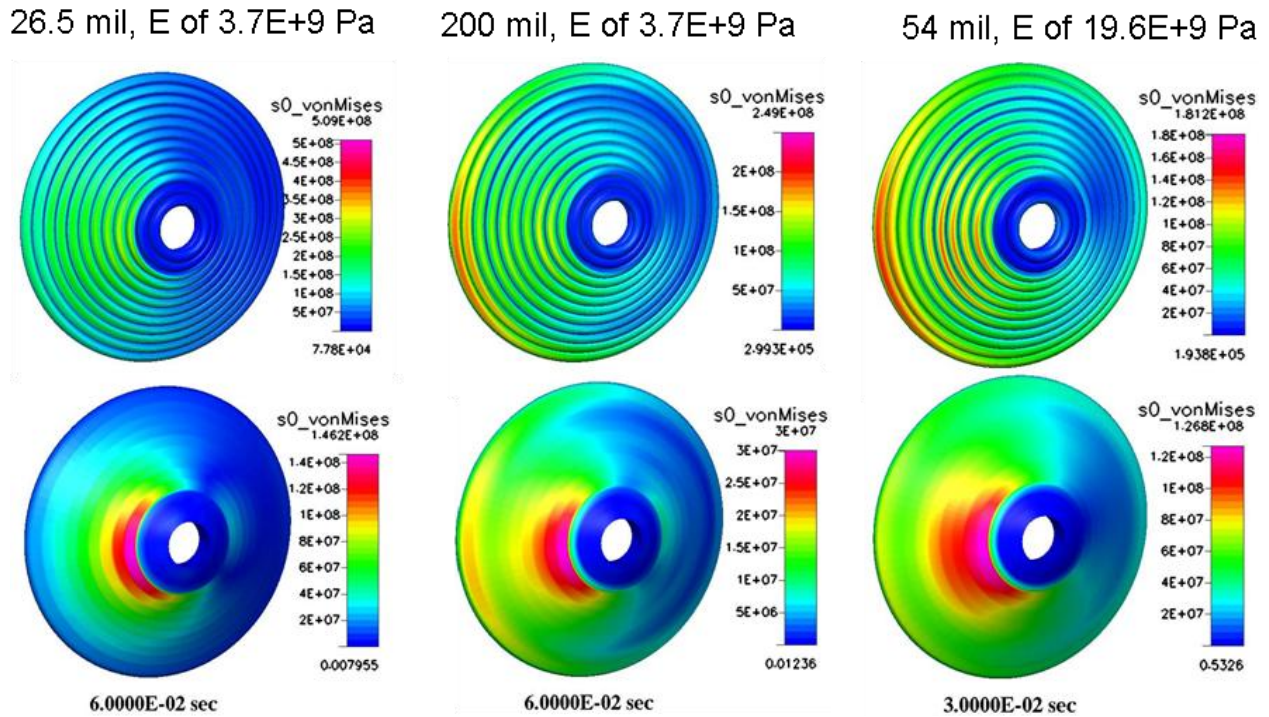 26.5 mil, E of 3.7E+9 Pa
200 mil, E of 3.7E+9 Pa
54 mil, E of 19.6E+9 Pa
s0_vonMises
5.09E+08
5E+08
4.5E+08
4E+08
3.5E+08
3E+08
2.5E+08
2E+08
1.5E+08
1E+08
5E+07
7.78E+04
s0_vonMises
2.49E+08
2E+08
1.5E+08
1E+08
5E+07
2.993E+05
s0_vonMises
1.812E+08
1.8E+08
1.6E+08
1.4E+08
1.2E+08
1E+08
8E+07
6E+07
4E+07
2E+07
1.938E+05
s0_vonMises
1.462E+08
1.4E+08
1.2E+08
1E+08
8E+07
6E+07
4E+07
2E+07
0.007955
6.0000E-02 sec
s0_vonMises
3E+07
3E+07
2.5E+07
2E+07
1.5E+07
1E+07
5E+06
0.01236
6.0000E-02 sec
s0_vonMises
1.268E+08
1.2E+08
1E+08
8E+07
6E+07
4E+07
2E+07
0.5326
3.0000E-02 sec